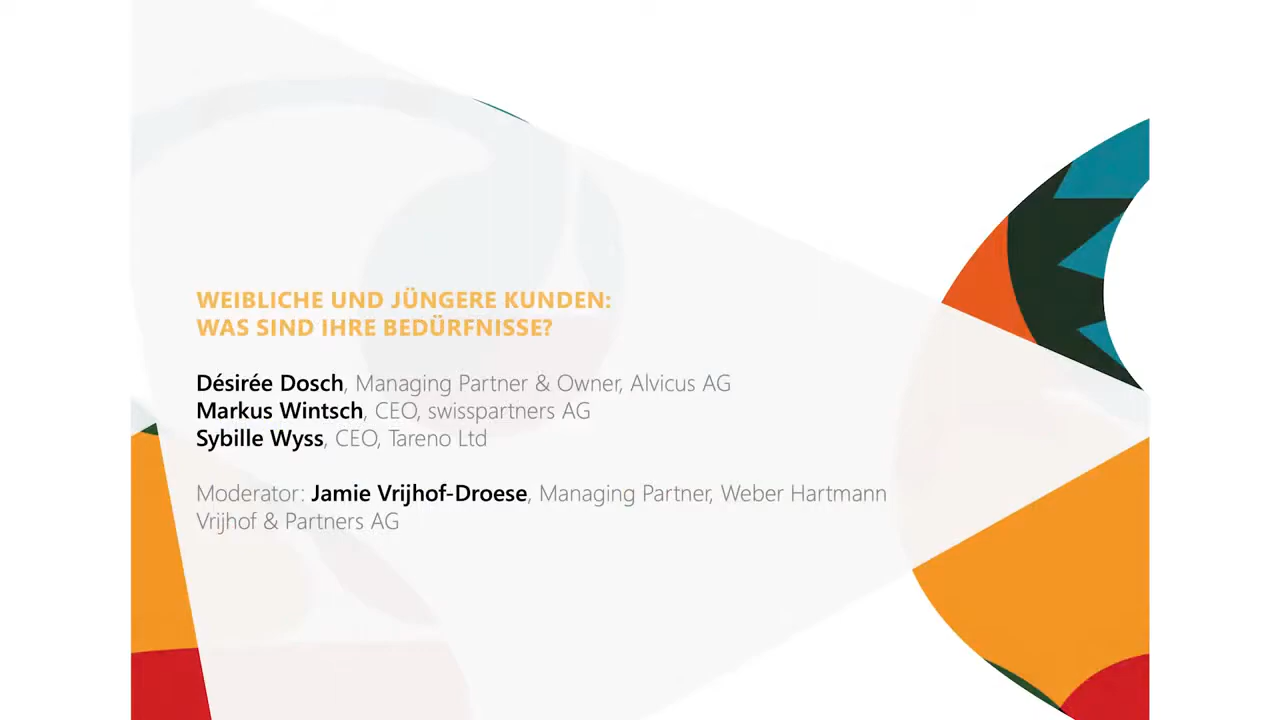 WEIBLICHE UND JÜNGERE KUNDEN:
WAS SIND IHRE BEDÜRFNISSE?
Désirée Dosch, Managing Partner & Owner, Alvicus AG
Markus Wintsch, CEO, swisspartners AG
Sybille Wyss, CEO, Tareno Ltd
Moderator: Jamie Vrijhof-Droese, Managing Partner, Weber Hartmann
Vrijhof & Partners AG